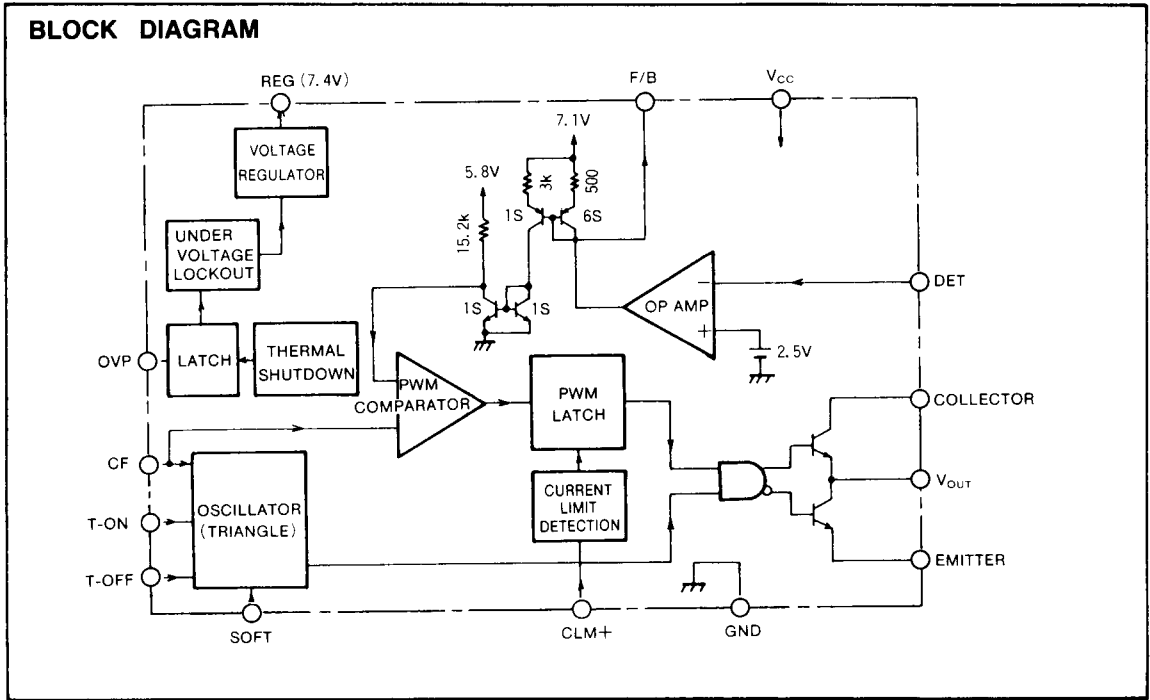 BLOCK DIAGRAM
REG (7.4V)
F/B
VCC
7.1V
VOLTAGE
REGULATOR
5.8V
3k
500
1S
6S
UNDER
VOLTAGE
LOCKOUT
15.2k
1S
1S
OP AMP
−
+
DET
2.5V
OVP
LATCH
THERMAL
SHUTDOWN
PWM
COMPARATOR
PWM
LATCH
COLLECTOR
CF
OSCILLATOR
(TRIANGLE)
CURRENT
LIMIT
DETECTION
VOUT
T-ON
T-OFF
EMITTER
SOFT
CLM+
GND